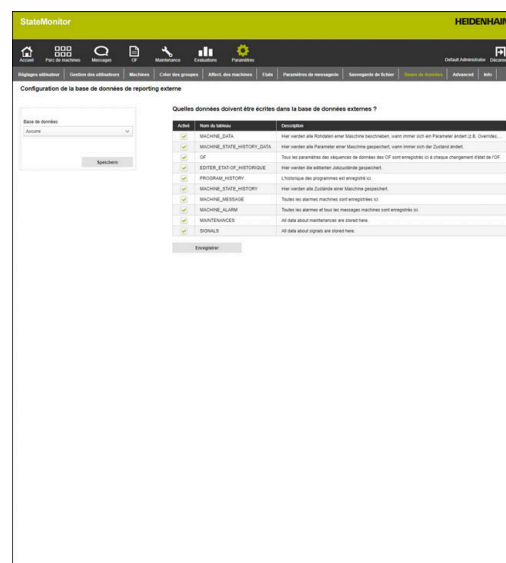 StateMonitor
HEIDENHAIN
Accueil Parc de machines Messages OF Maintenance Evaluations Paramètres Default Administrator
Réglages utilisateur Gestion des utilisateurs Machines Créer des groupes Affect. des machines Etats Paramètres de messagerie Sauvegarde de fichier Bases de données Advanced Info
Configuration de la base de données de reporting externe
Quelles données doivent être écrites dans la base de données externes ?
Base de données
Aucune
Speichern
Activé Nom du tableau Description
MACHINE_DATA Hier werden alle Rohdaten einer Maschine beschrieben, wann immer sich ein Parameter ändert (z.B. Overrides, ...
MACHINE_STATE_HISTORY_DATA Hier werden alle Parameter einer Maschine gespeichert, wann immer sich der Zustand ändert.
OF Tous les paramètres des séquences de données des OF sont enregistrés ici à chaque changement d'état de l'OF
EDITER_ETAT-OF_HISTORIQUE Hier werden die editierten Jobzustände gespeichert.
PROGRAM_HISTORY L'historique des programmes est enregistré ici.
MACHINE_STATE_HISTORY Hier werden alle Zustände einer Maschine gespeichert.
MACHINE_MESSAGE Toutes les alarmes machines sont enregistrées ici.
MACHINE_ALARM Toutes les alarmes et tous les messages machines sont enregistrés ici
MAINTENANCES All data about maintenances are stored here.
SIGNALS All data about signals are stored here.
Enregistrer